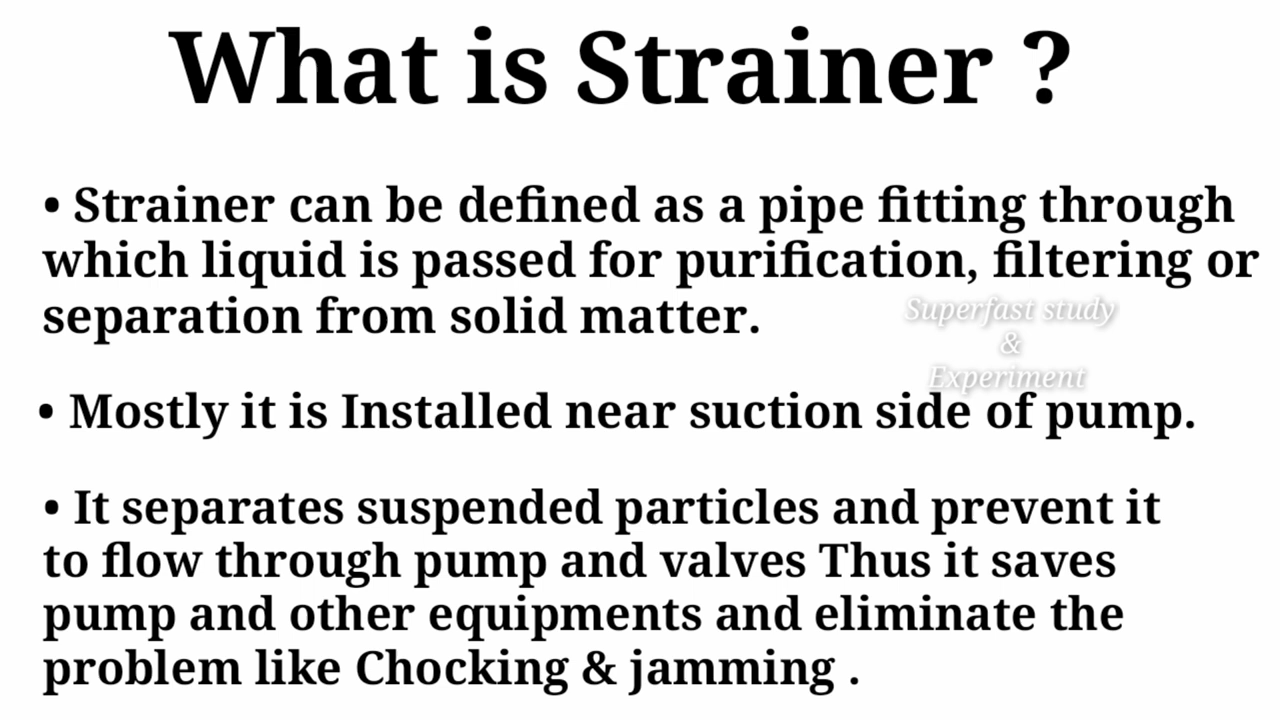 What is Strainer ?
• Strainer can be defined as a pipe fitting through
which liquid is passed for purification, filtering or
separation from solid matter.
Superfast study
&
Experiment
• Mostly it is Installed near suction side of pump.
• It separates suspended particles and prevent it
to flow through pump and valves Thus it saves
pump and other equipments and eliminate the
problem like Chocking & jamming .